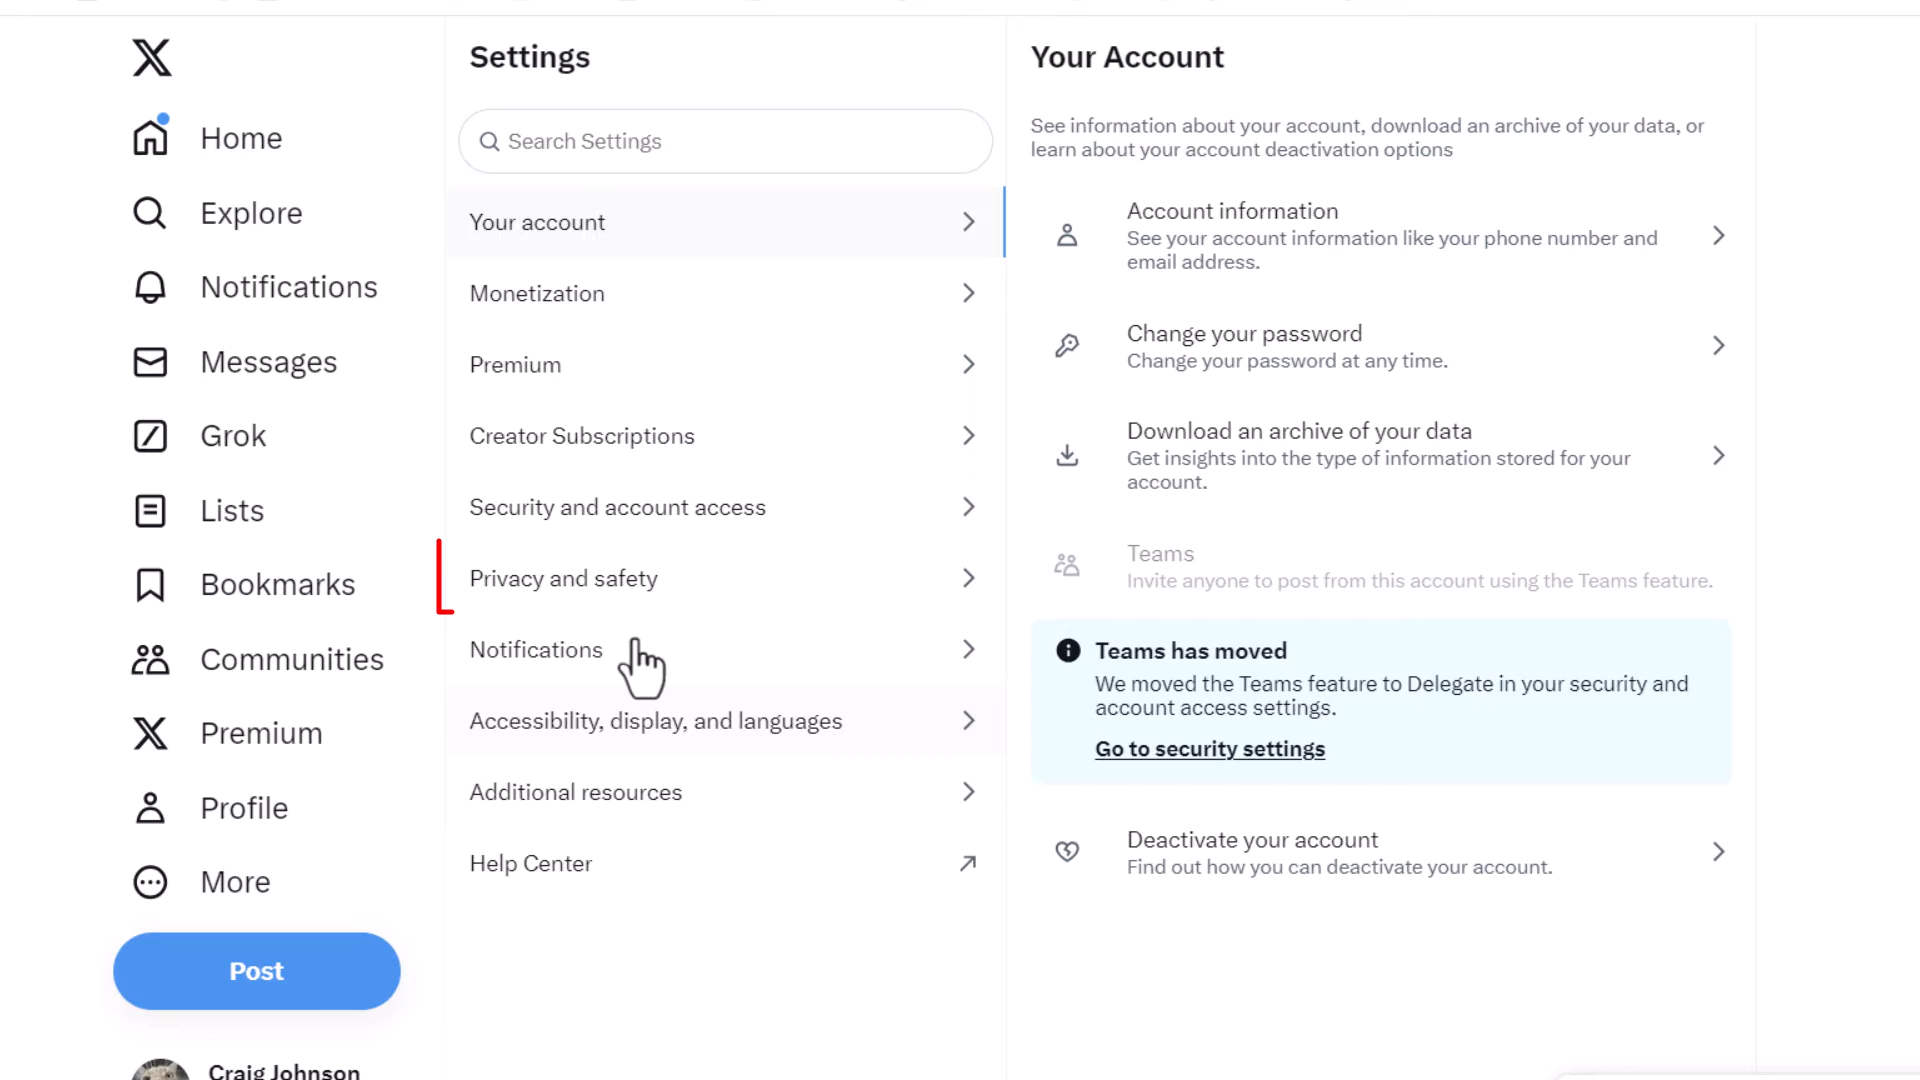 Home
Explore
Notifications
Messages
Grok
Lists
Bookmarks
Communities
Premium
Profile
More
Post
Craig Johnson
Settings
Search Settings
Your account
Monetization
Premium
Creator Subscriptions
Security and account access
Privacy and safety
Notifications
Accessibility, display, and languages
Additional resources
Help Center
Your Account
See information about your account, download an archive of your data, or
learn about your account deactivation options
Account information
See your account information like your phone number and
email address.
Change your password
Change your password at any time.
Download an archive of your data
Get insights into the type of information stored for your
account.
Teams
Invite anyone to post from this account using the Teams feature.
Teams has moved
We moved the Teams feature to Delegate in your security and
account access settings.
Go to security settings
Deactivate your account
Find out how you can deactivate your account.